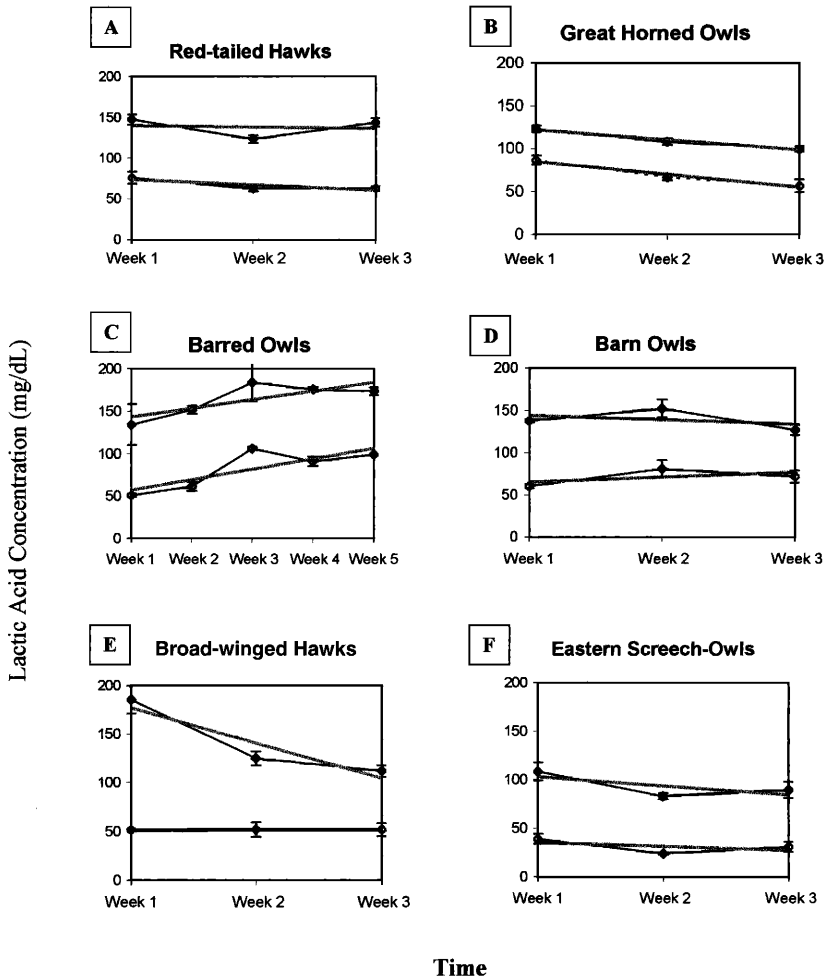 A
Red-tailed Hawks
200
150
100
50
0
Week 1 Week 2 Week 3
B
Great Horned Owls
200
150
100
50
0
Week 1 Week 2 Week 3
Lactic Acid Concentration (mg/dL)
C
Barred Owls
200
150
100
50
0
Week 1 Week 2 Week 3 Week 4 Week 5
D
Barn Owls
200
150
100
50
0
Week 1 Week 2 Week 3
E
Broad-winged Hawks
200
150
100
50
0
Week 1 Week 2 Week 3
F
Eastern Screech-Owls
200
150
100
50
0
Week 1 Week 2 Week 3
Time